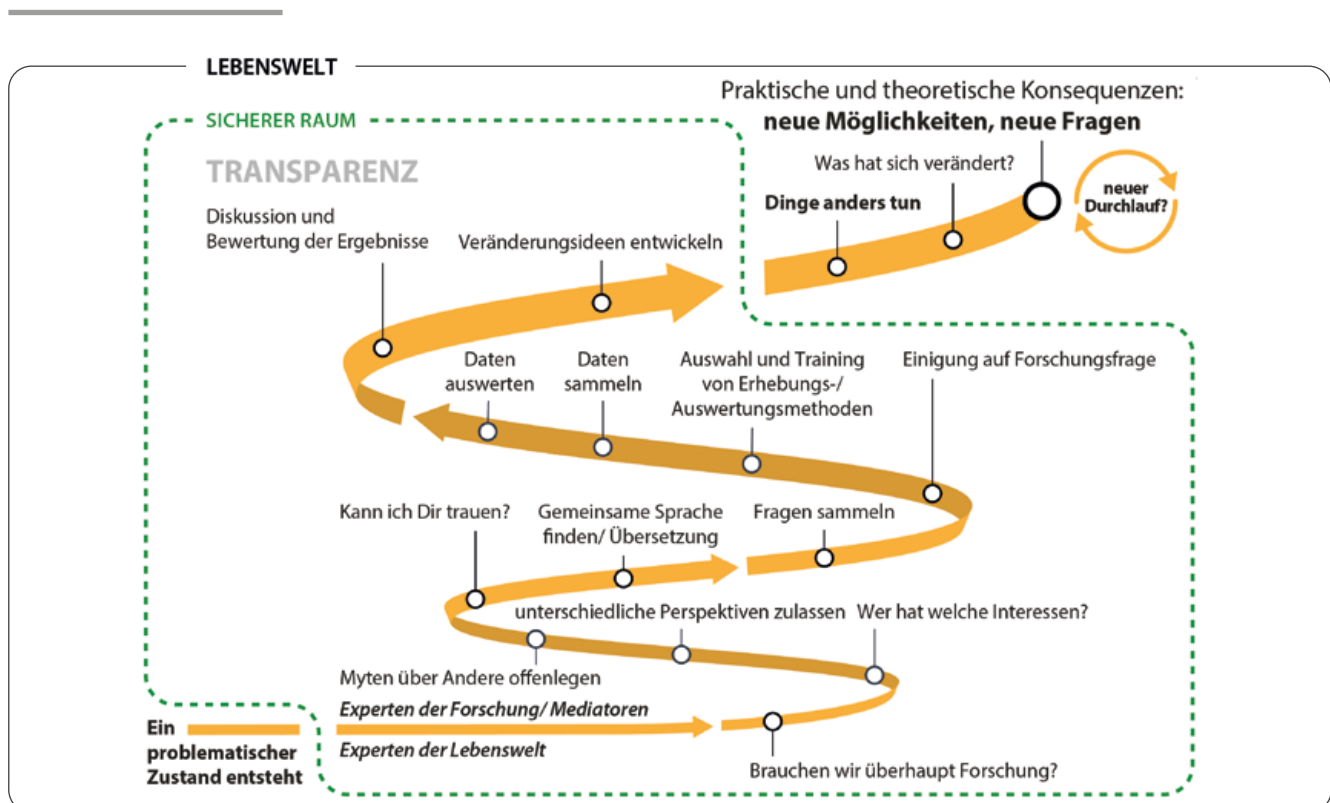 LEBENSWELT
Praktische und theoretische Konsequenzen:
neue Möglichkeiten, neue Fragen
SICHERER RAUM
TRANSPARENZ
Was hat sich verändert?
neuer
Durchlauf?
Dinge anders tun
Diskussion und
Bewertung der Ergebnisse
Veränderungsideen entwickeln
Daten
auswerten
Daten
sammeln
Auswahl und Training
von Erhebungs-/
Auswertungsmethoden
Einigung auf Forschungsfrage
Kann ich Dir trauen?
Gemeinsame Sprache
finden/ Übersetzung
Fragen sammeln
unterschiedliche Perspektiven zulassen
Wer hat welche Interessen?
Myten über Andere offenlegen
Experten der Forschung/ Mediatoren
Experten der Lebenswelt
Ein
problematischer
Zustand entsteht
Brauchen wir überhaupt Forschung?